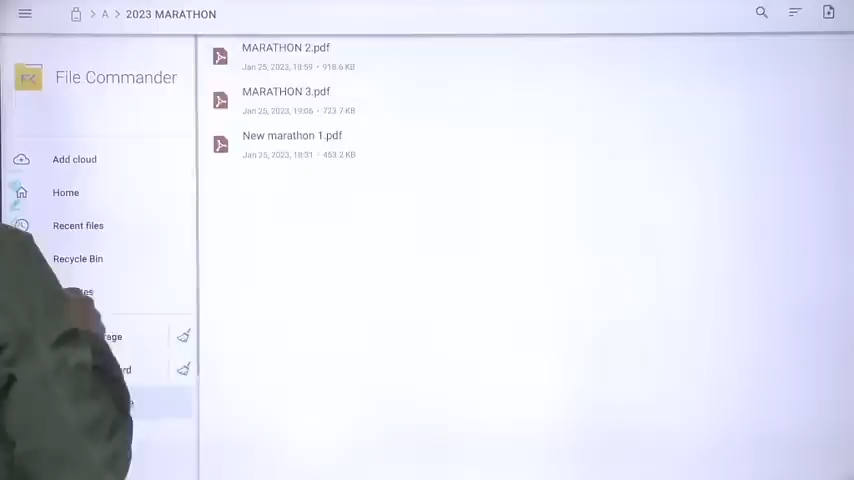 A
2023 MARATHON
File Commander
Add cloud
Home
Recent files
Recycle Bin
MARATHON 2.pdf
Jan 25, 2023, 18:59 • 918.6 KB
MARATHON 3.pdf
Jan 25, 2023, 19:06 • 723.7 KB
New marathon 1.pdf
Jan 25, 2023, 18:31 • 453.2 KB